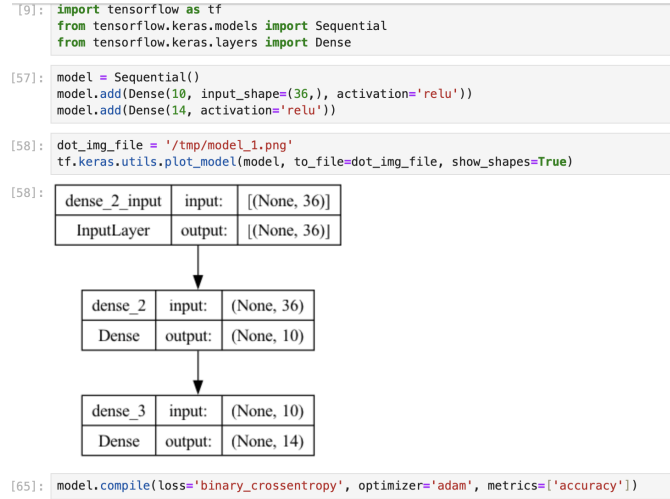 [9]: import tensorflow as tf
from tensorflow.keras.models import Sequential
from tensorflow.keras.layers import Dense
[57]: model = Sequential()
model.add(Dense(10, input_shape=(36,), activation='relu'))
model.add(Dense(14, activation='relu'))
[58]: dot_img_file = '/tmp/model_1.png'
tf.keras.utils.plot_model(model, to_file=dot_img_file, show_shapes=True)
[58]:
dense_2_input input: [(None, 36)]
InputLayer output: [(None, 36)]
dense_2 input: (None, 36)
Dense output: (None, 10)
dense_3 input: (None, 10)
Dense output: (None, 14)
[65]: model.compile(loss='binary_crossentropy', optimizer='adam', metrics=['accuracy'])